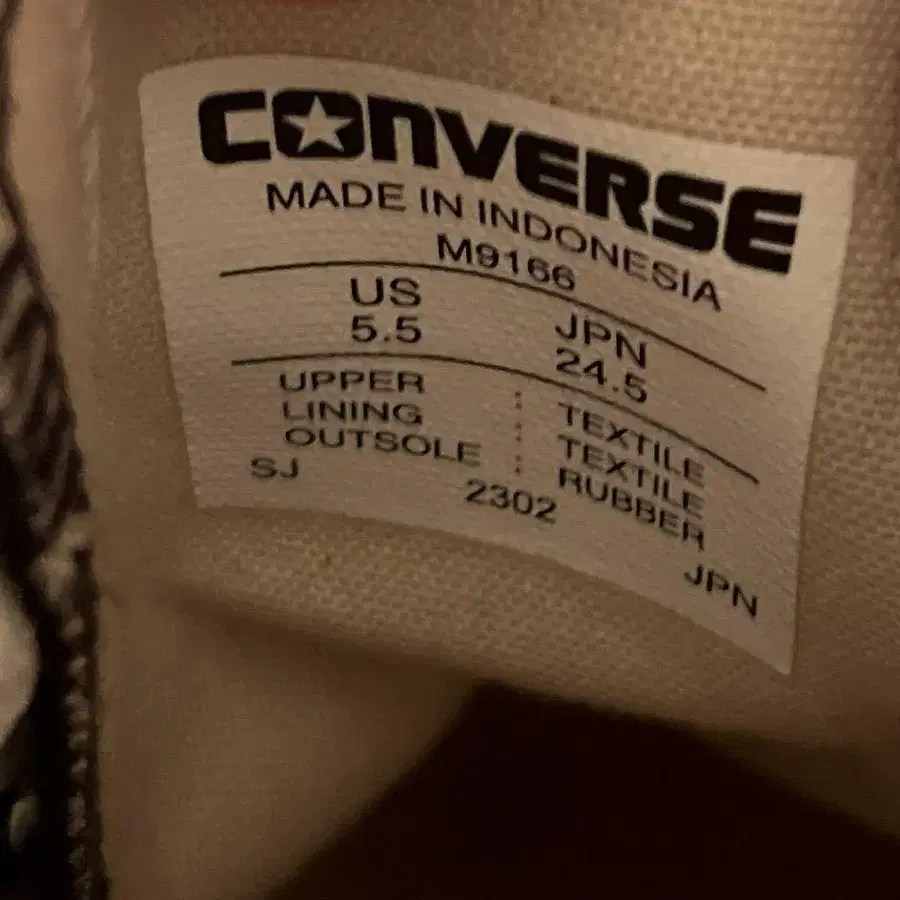 CONVERSE
MADE IN INDONESIA
M9166
US JPN
5.5 24.5
UPPER : TEXTILE
LINING : TEXTILE
OUTSOLE : RUBBER
SJ 2302 JPN